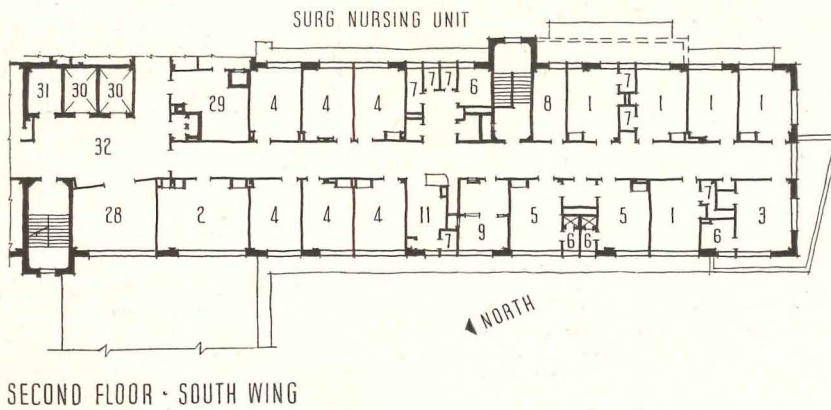 SURG NURSING UNIT
31 30 30 29 4 4 4 7 7 7 6 8 1 7 1 1 1
7
32
28 2 4 4 4 11 7 9 5 6 6 5 1 7 6 3
NORTH
SECOND FLOOR · SOUTH WING